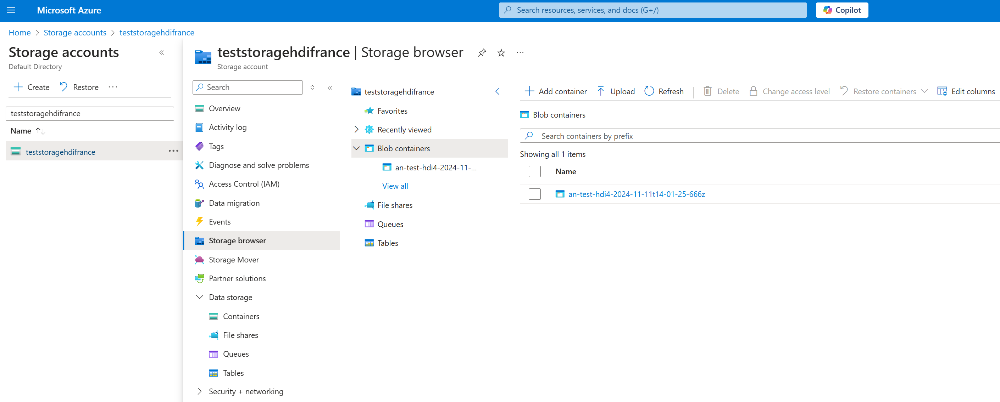 Microsoft Azure
Search resources, services, and docs (G+/)
Copilot
Home > Storage accounts > teststoragehdifrance
Storage accounts
Default Directory
Create Restore ...
teststoragehdifrance
Name
teststoragehdifrance
teststoragehdifrance | Storage browser
Storage account
Search
Overview
Activity log
Tags
Diagnose and solve problems
Access Control (IAM)
Data migration
Events
Storage browser
Storage Mover
Partner solutions
Data storage
Containers
File shares
Queues
Tables
Security + networking
teststoragehdifrance
Favorites
Recently viewed
Blob containers
an-test-hdi4-2024-11-...
View all
File shares
Queues
Tables
Add container Upload Refresh Delete Change access level Restore containers Edit columns
Blob containers
Search containers by prefix
Showing all 1 items
Name
an-test-hdi4-2024-11-11t14-01-25-666z